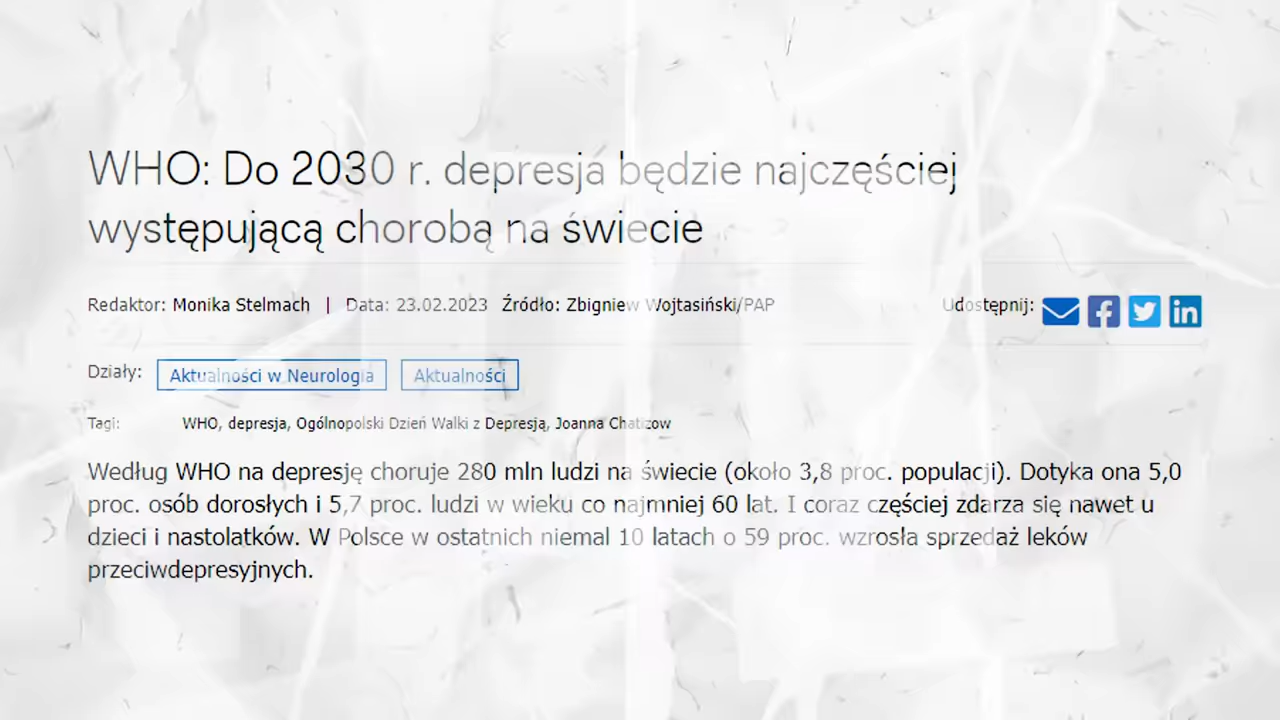 WHO: Do 2030 r. depresja będzie najczęściej
występującą chorobą na świecie
Redaktor: Monika Stelmach | Data: 23.02.2023 Źródło: Zbigniew Wojtasiński/PAP Udostępnij:
Działy: Aktualności w Neurologia Aktualności
Tagi: WHO, depresja, Ogólnopolski Dzień Walki z Depresją, Joanna Chatizow
Według WHO na depresję choruje 280 mln ludzi na świecie (około 3,8 proc. populacji). Dotyka ona 5,0
proc. osób dorosłych i 5,7 proc. ludzi w wieku co najmniej 60 lat. I coraz częściej zdarza się nawet u
dzieci i nastolatków. W Polsce w ostatnich niemal 10 latach o 59 proc. wzrosła sprzedaż leków
przeciwdepresyjnych.